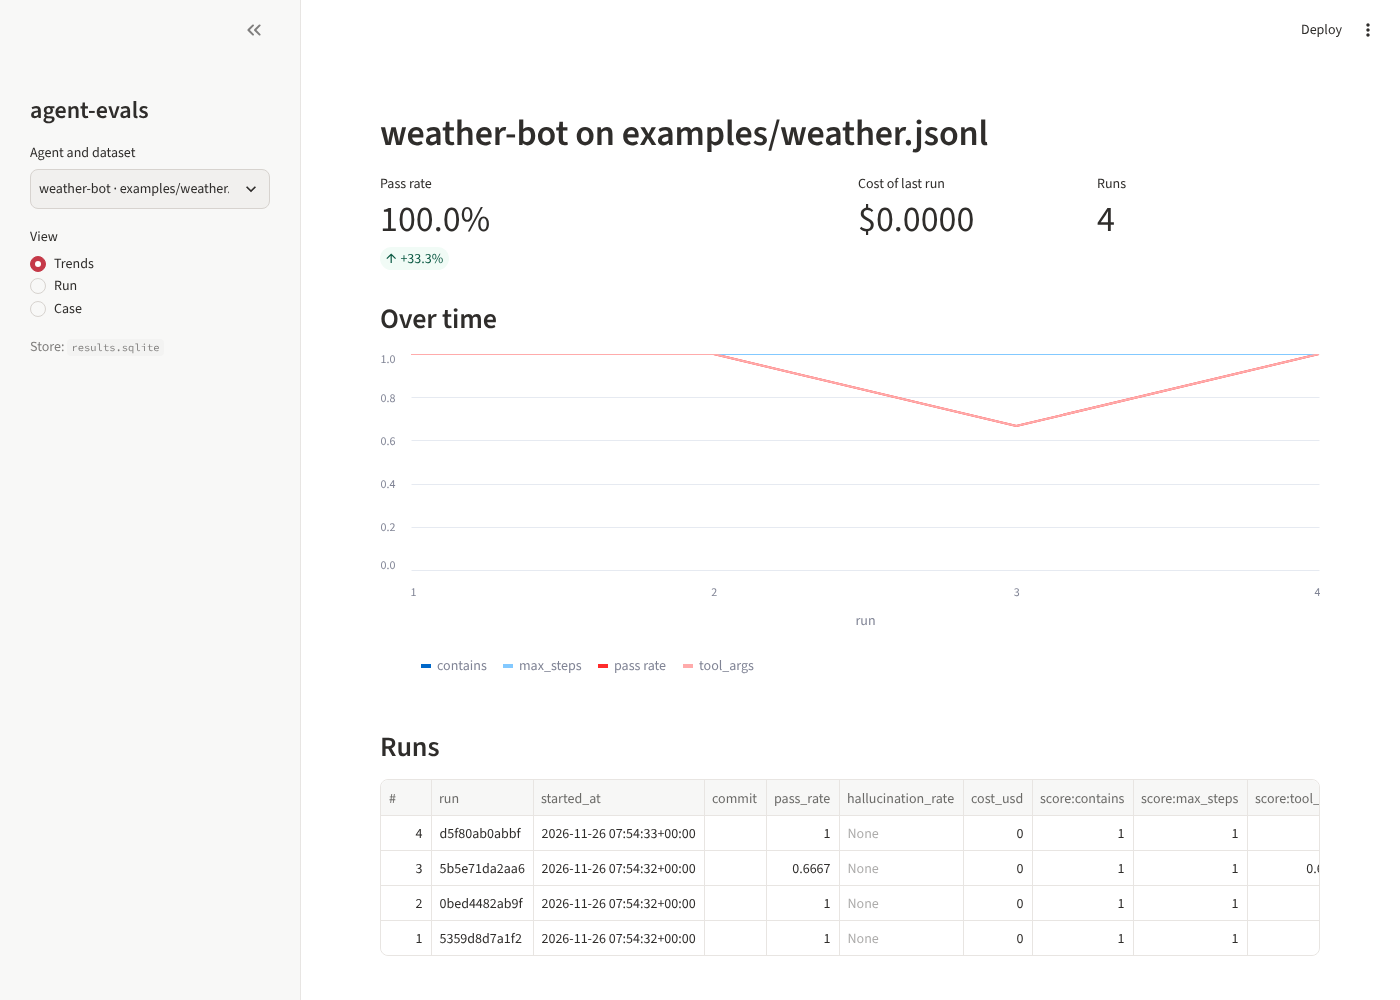 Deploy
agent-evals
Agent and dataset
weather-bot · examples/weather.
View
Trends
Run
Case
Store: results.sqlite
weather-bot on examples/weather.jsonl
Pass rate
100.0%
↑ +33.3%
Cost of last run
$0.0000
Runs
4
Over time
1.0
0.8
0.6
0.4
0.2
0.0
1 2 3 4
run
contains max_steps pass rate tool_args
Runs
# run started_at commit pass_rate hallucination_rate cost_usd score:contains score:max_steps score:tool_
4 d5f80ab0abbf 2026-11-26 07:54:33+00:00 1 None 0 1 1
3 5b5e71da2aa6 2026-11-26 07:54:32+00:00 0.6667 None 0 1 1 0.6
2 0bed4482ab9f 2026-11-26 07:54:32+00:00 1 None 0 1 1
1 5359d8d7a1f2 2026-11-26 07:54:32+00:00 1 None 0 1 1